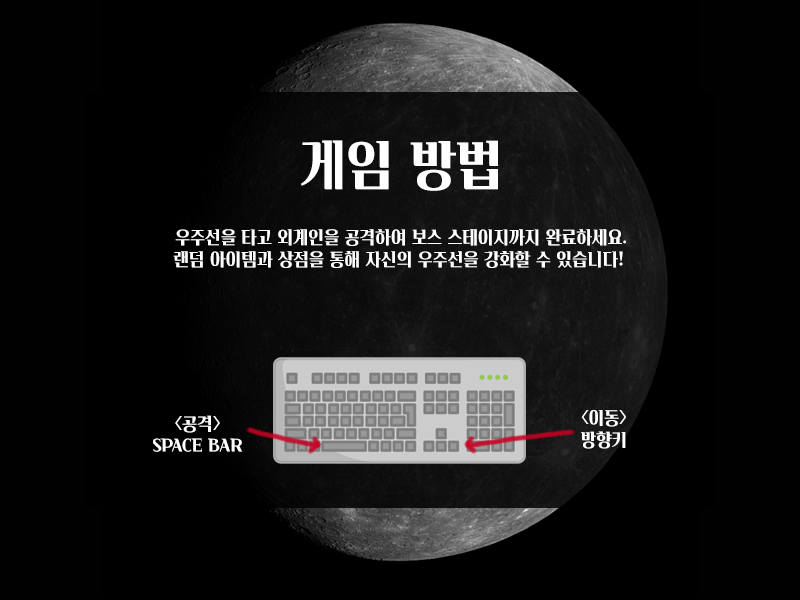 게임 방법
우주선을 타고 외계인을 공격하여 보스 스테이지까지 완료하세요.
랜덤 아이템과 상점을 통해 자신의 우주선을 강화할 수 있습니다!
<공격>
SPACE BAR
<이동>
방향키